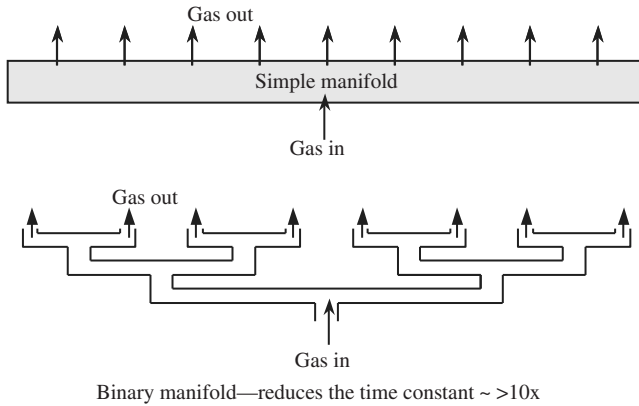 Gas out
Simple manifold
Gas in
Gas out
Gas in
Binary manifold—reduces the time constant ~ >10x